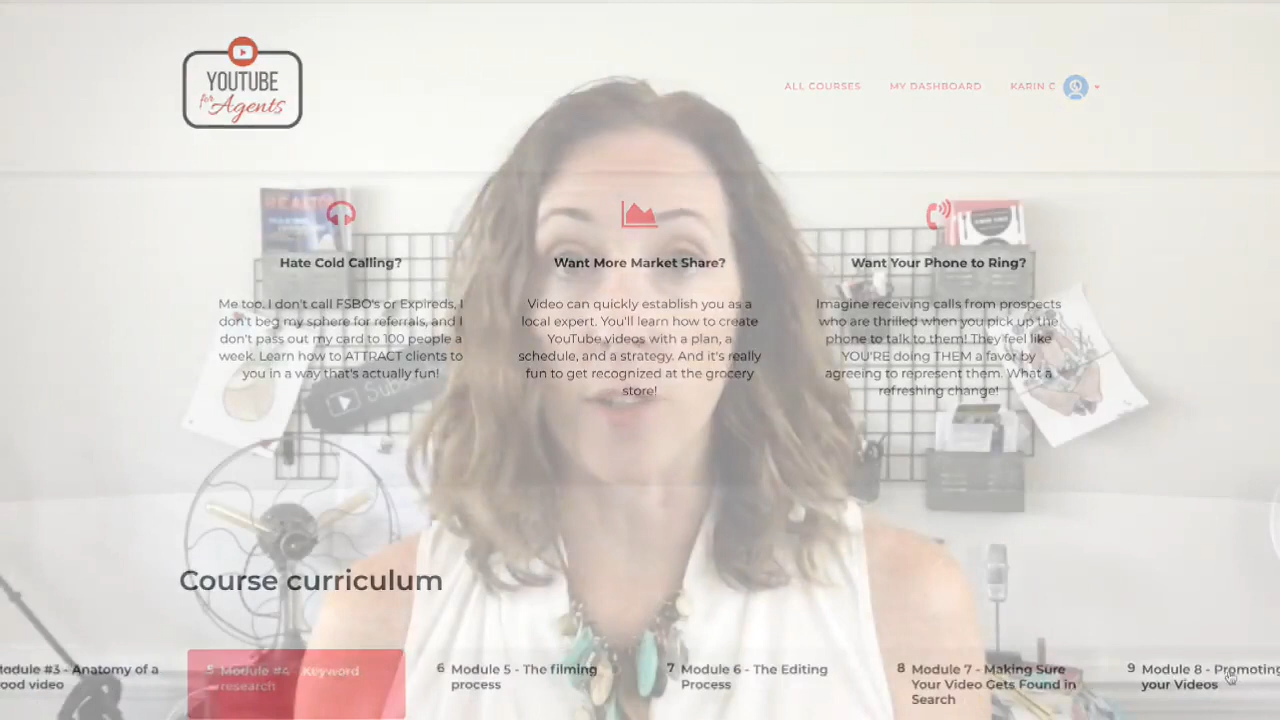 YOUTUBE
for Agents
ALL COURSES
MY DASHBOARD
KARIN C
REALTO
Hate Cold Calling?
Want More Market Share?
Want Your Phone to Ring?
Me too. I don't call FSBO's or Expireds, I
don't beg my sphere for referrals, and I
don't pass out my card to 100 people a
week. Learn how to ATTRACT clients to
you in a way that's actually fun!
Video can quickly establish you as a
local expert. You'll learn how to create
YouTube videos with a plan, a
schedule, and a strategy. And it's really
fun to get recognized at the grocery
store!
Imagine receiving calls from prospects
who are thrilled when you pick up the
phone to talk to them! They feel like
YOU'RE doing THEM a favor by
agreeing to represent them. What a
refreshing change!
Course curriculum
odule #3 - Anatomy of a
ood video
5 Module #4 - Keyword
research
6 Module 5 - The filming
process
7 Module 6 - The Editing
Process
8 Module 7 - Making Sure
Your Video Gets Found in
Search
9 Module 8 - Promoting
your Videos